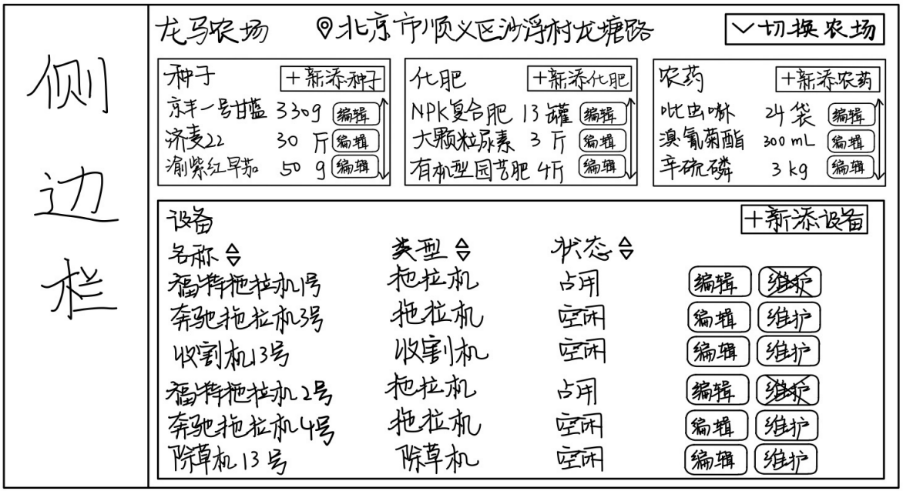 侧边栏
龙马农场 北京市顺义区沙浮村龙塘路 切换农场
种子 +新添种子
京丰一号甘蓝 330g 编辑
济麦22 30斤 编辑
渝紫红早茄 50g 编辑
化肥 +新添化肥
NPK复合肥 13罐 编辑
大颗粒尿素 3斤 编辑
有机型园艺肥 4斤 编辑
农药 +新添农药
吡虫啉 24袋 编辑
溴氰菊酯 300mL 编辑
辛硫磷 3kg 编辑
设备 +新添设备
名称 类型 状态
福特拖拉机1号 拖拉机 占用 编辑 维护
奔驰拖拉机3号 拖拉机 空闲 编辑 维护
收割机13号 收割机 空闲 编辑 维护
福特拖拉机2号 拖拉机 占用 编辑 维护
奔驰拖拉机4号 拖拉机 空闲 编辑 维护
除草机13号 除草机 空闲 编辑 维护